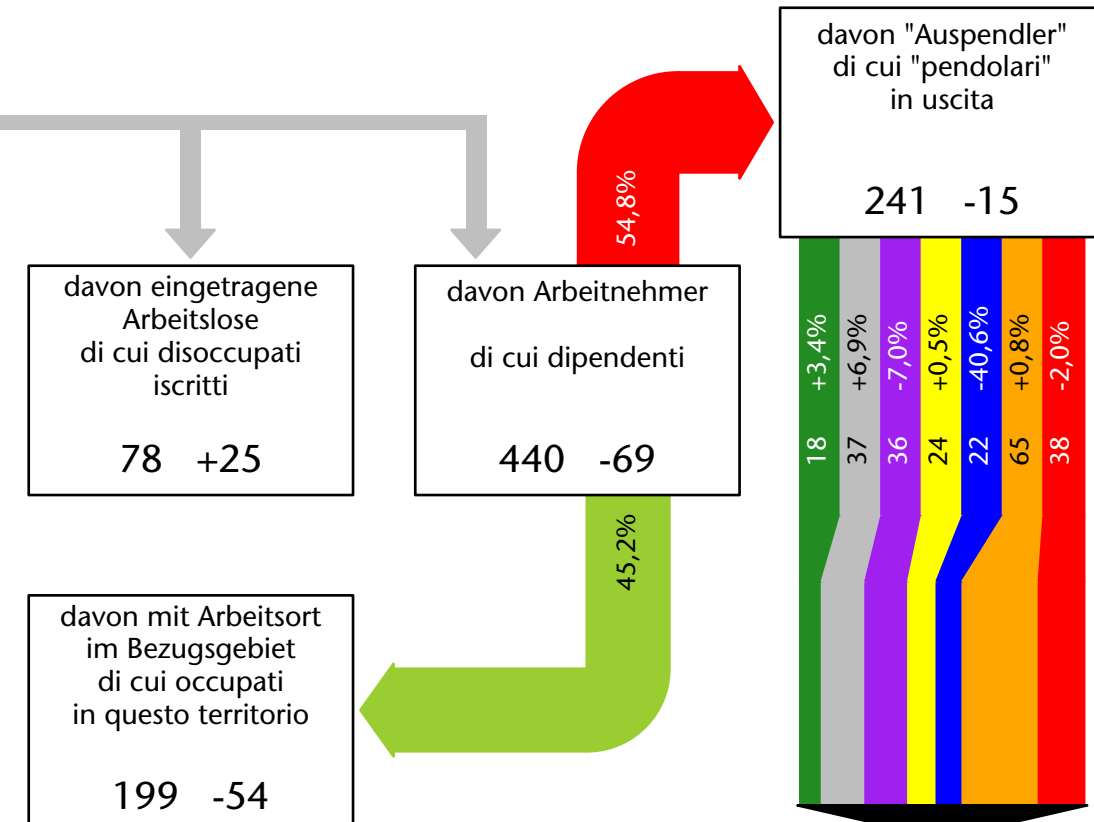 davon "Auspendler"
di cui "pendolari"
in uscita
241 -15
54,8%
davon eingetragene
Arbeitslose
di cui disoccupati
iscritti
78 +25
davon Arbeitnehmer
di cui dipendenti
440 -69
18 +3,4%
37 +6,9%
36 -7,0%
24 +0,5%
22 -40,6%
65 +0,8%
38 -2,0%
45,2%
davon mit Arbeitsort
im Bezugsgebiet
di cui occupati
in questo territorio
199 -54